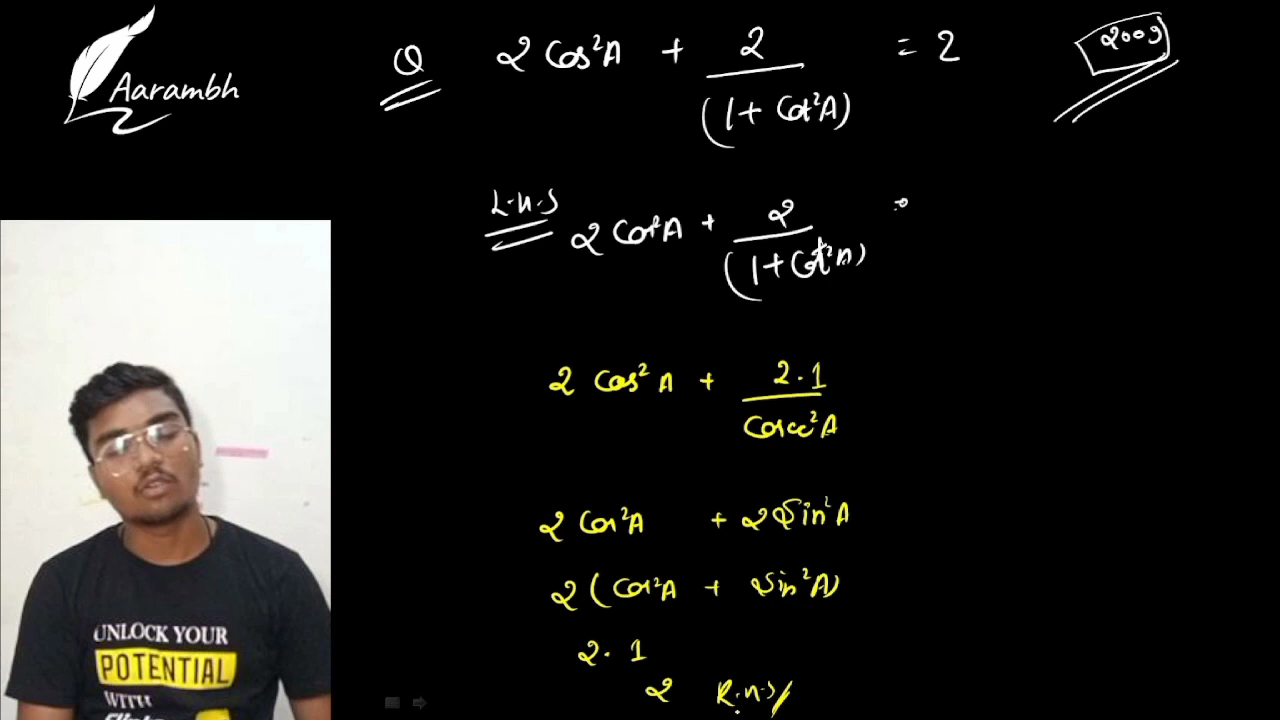 Aarambh
Q 2 Cos²A + 2/(1 + Cot²A) = 2
2009
L.H.S 2 Cos²A + 2/(1 + Cot²A)
2 Cos²A + 2.1/Cosec²A
2 Cos²A + 2 Sin²A
2 (Cos²A + Sin²A)
2. 1
2 R.H.S/
UNLOCK YOUR
POTENTIAL
WITH